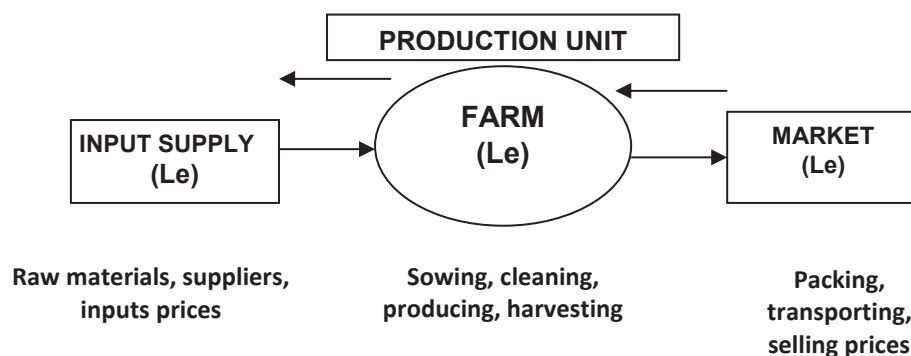 PRODUCTION UNIT
INPUT SUPPLY
(Le)
FARM
(Le)
MARKET
(Le)
Raw materials, suppliers,
inputs prices
Sowing, cleaning,
producing, harvesting
Packing,
transporting,
selling prices